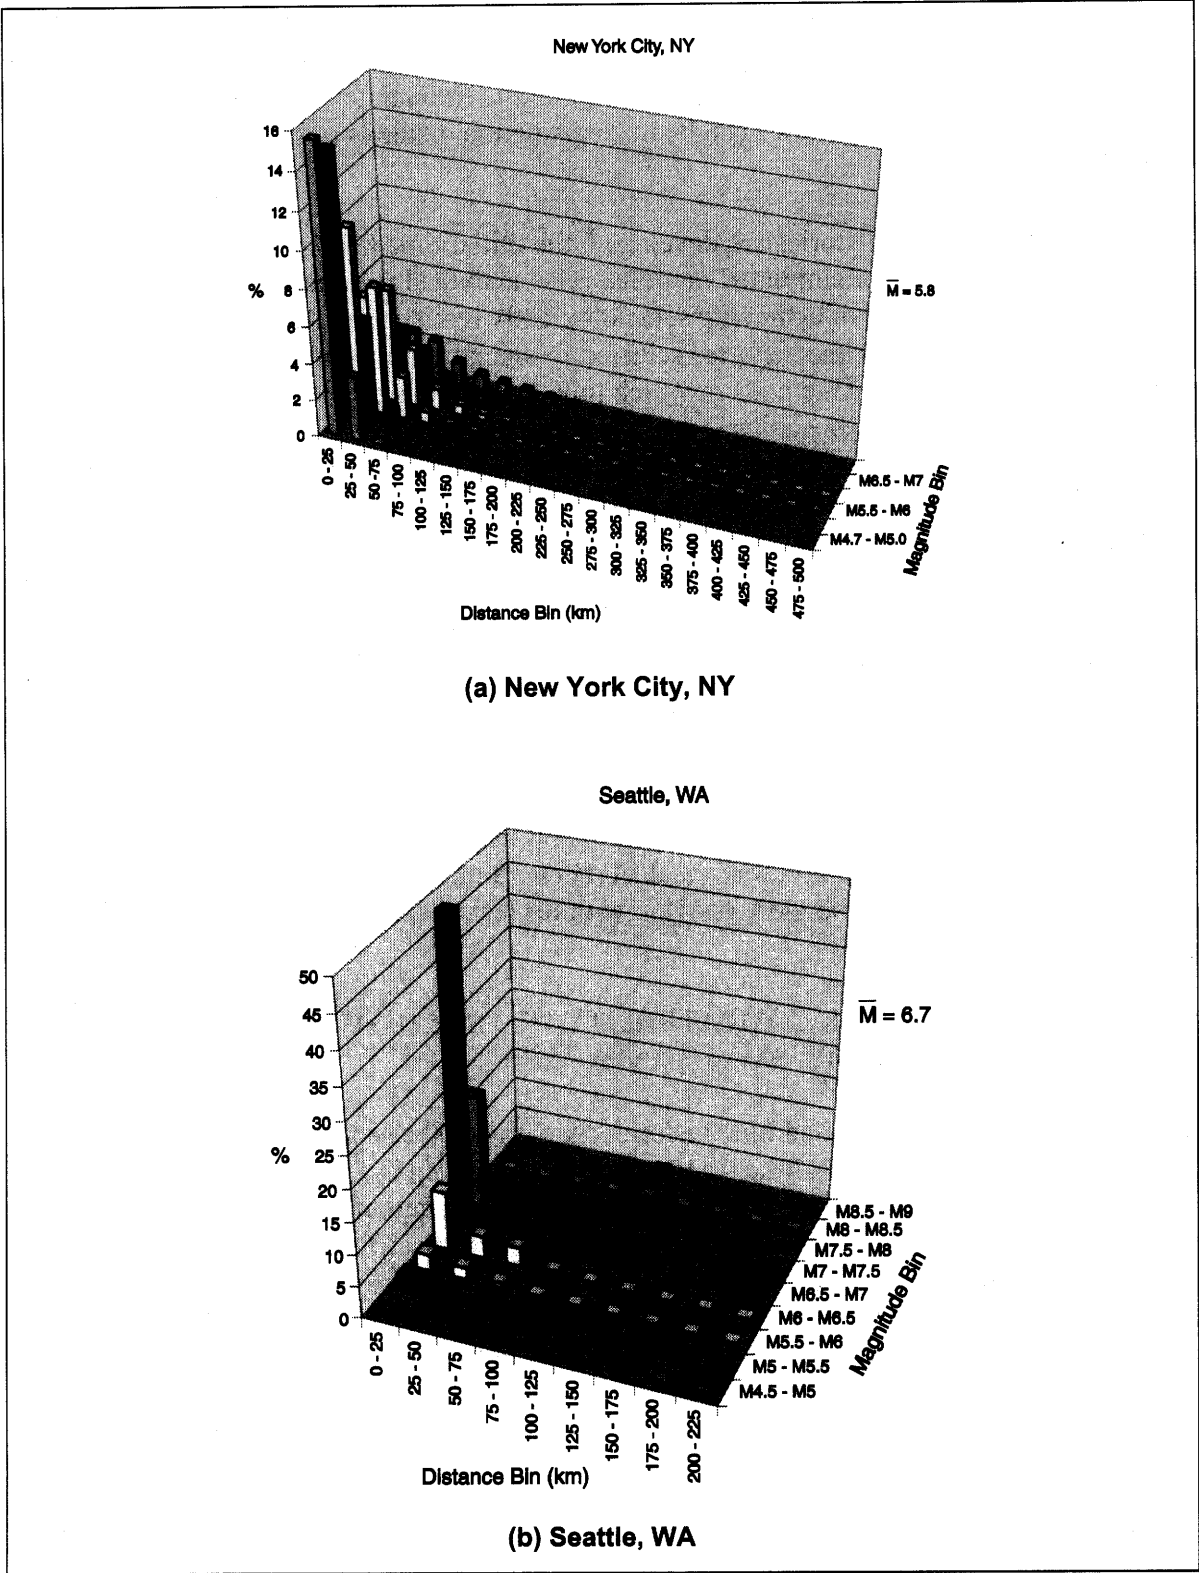 New York City, NY
16
14
12
10
8
6
4
2
0
%
M̅ = 5.8
0 - 25
25 - 50
50 -75
75 - 100
100 - 125
125 - 150
150 - 175
175 - 200
200 - 225
225 - 250
250 - 275
275 - 300
300 - 325
325 - 350
350 - 375
375 - 400
400 - 425
425 - 450
450 - 475
475 - 500
Distance Bin (km)
M6.5 - M7
M5.5 - M6
M4.7 - M5.0
Magnitude Bin
(a) New York City, NY
Seattle, WA
50
45
40
35
30
25
20
15
10
5
0
%
M̅ = 6.7
0 - 25
25 - 50
50 - 75
75 - 100
100 - 125
125 - 150
150 - 175
175 - 200
200 - 225
Distance Bin (km)
M8.5 - M9
M8 - M8.5
M7.5 - M8
M7 - M7.5
M6.5 - M7
M6 - M6.5
M5.5 - M6
M5 - M5.5
M4.5 - M5
Magnitude Bin
(b) Seattle, WA